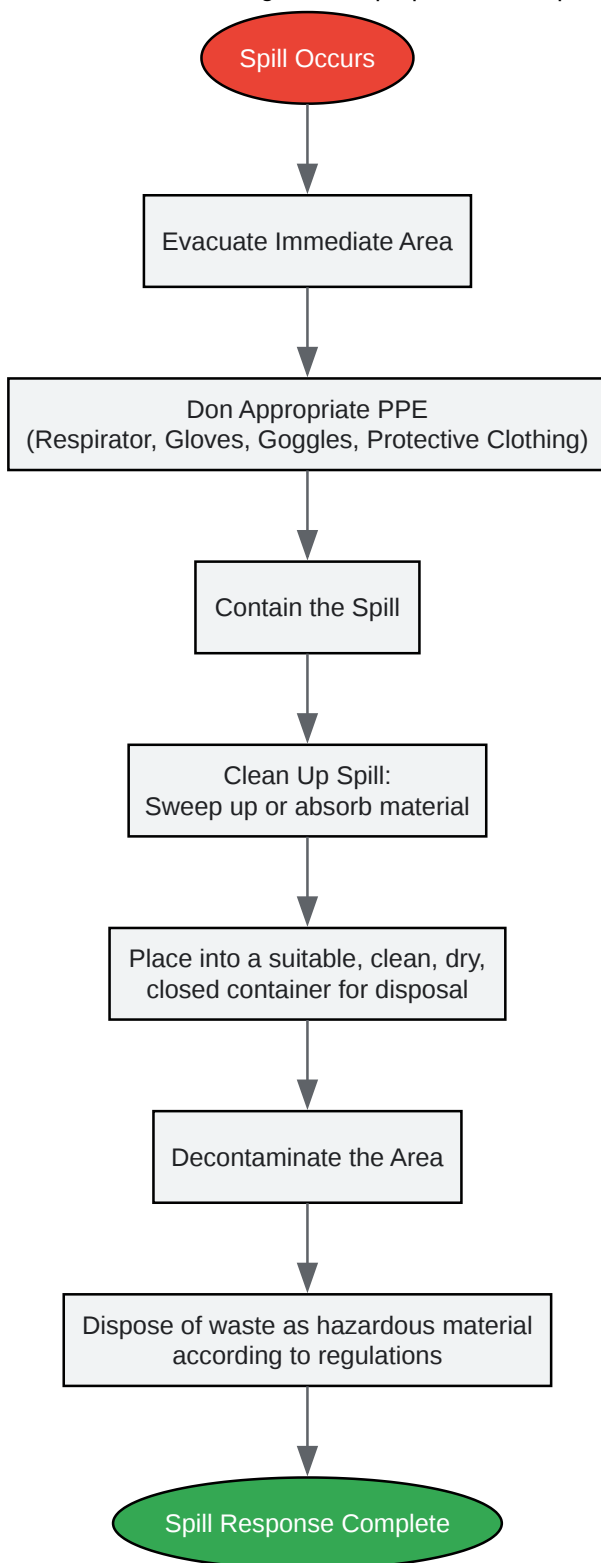 Spill Occurs
Evacuate Immediate Area
Don Appropriate PPE
(Respirator, Gloves, Goggles, Protective Clothing)
Contain the Spill
Clean Up Spill:
Sweep up or absorb material
Place into a suitable, clean, dry,
closed container for disposal
Decontaminate the Area
Dispose of waste as hazardous material
according to regulations
Spill Response Complete